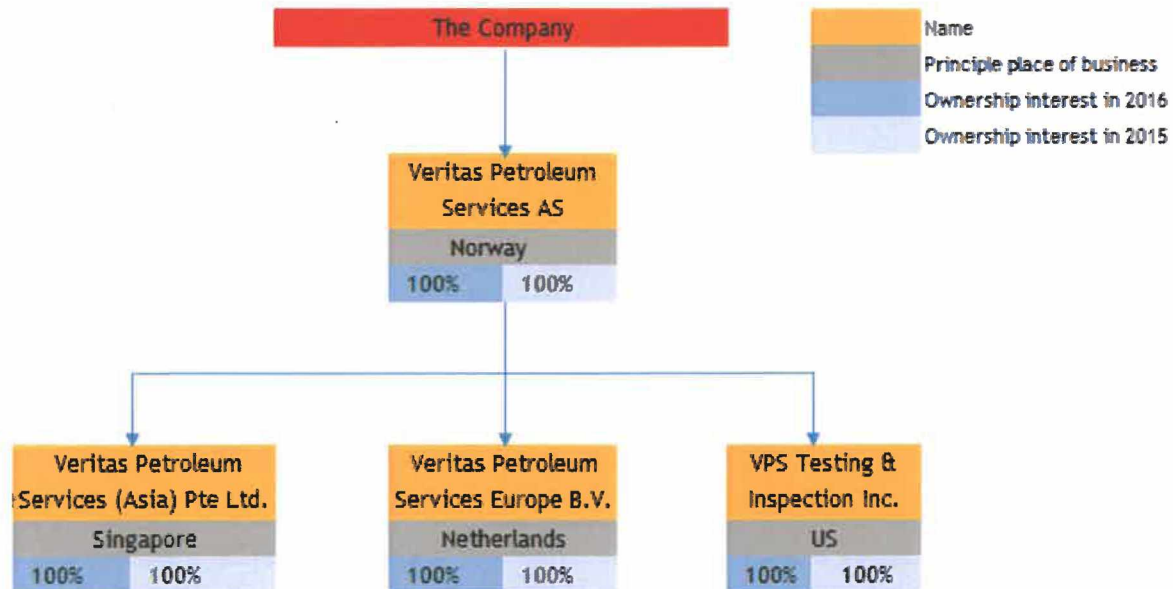 The Company
Name
Principle place of business
Ownership interest in 2016
Ownership interest in 2015
Veritas Petroleum
Services AS
Norway
100% 100%
Veritas Petroleum
Services (Asia) Pte Ltd.
Singapore
100% 100%
Veritas Petroleum
Services Europe B.V.
Netherlands
100% 100%
VPS Testing &
Inspection Inc.
US
100% 100%